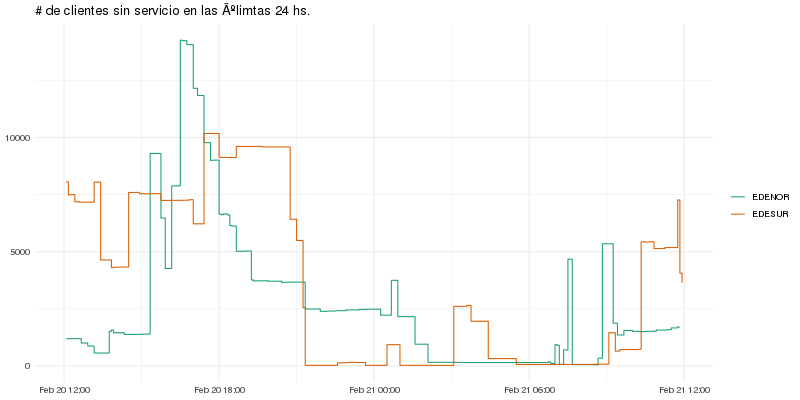 # de clientes sin servicio en las Ãºlimtas 24 hs.
10000
5000
0
Feb 20 12:00
Feb 20 18:00
Feb 21 00:00
Feb 21 06:00
Feb 21 12:00
EDENOR
EDESUR